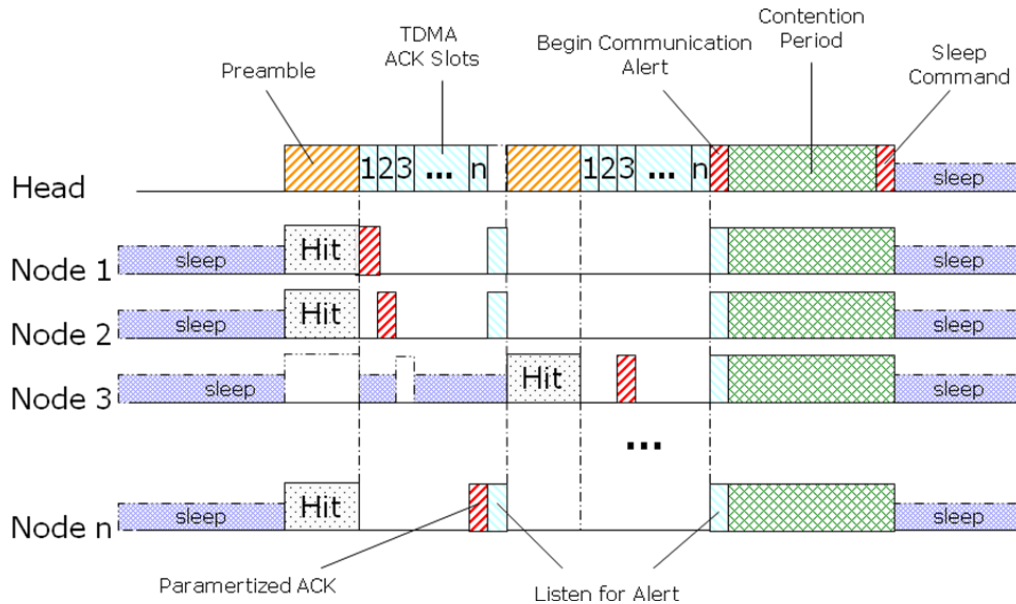 Preamble
TDMA
ACK Slots
Begin Communication
Alert
Contention
Period
Sleep
Command
Head
1 2 3 ... n
1 2 3 ... n
sleep
Node 1
sleep
Hit
Node 2
sleep
Hit
sleep
sleep
Node 3
sleep
Hit
sleep
...
Node n
sleep
Hit
sleep
Paramertized ACK
Listen for Alert